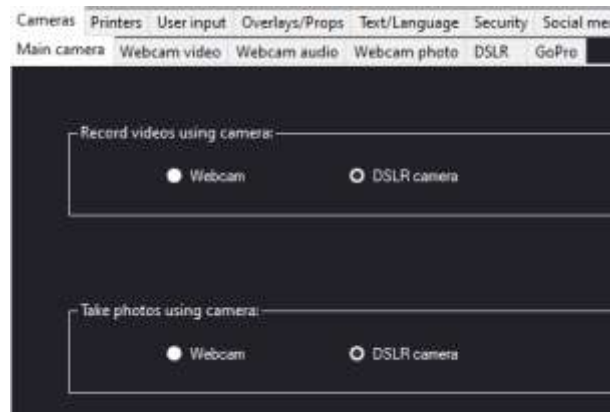 Cameras Printers User input Overlays/Props Text/Language Security Social
Main camera Webcam video Webcam audio Webcam photo DSLR GoPro
Record videos using camera:
Webcam DSLR camera
Take photos using camera:
Webcam DSLR camera